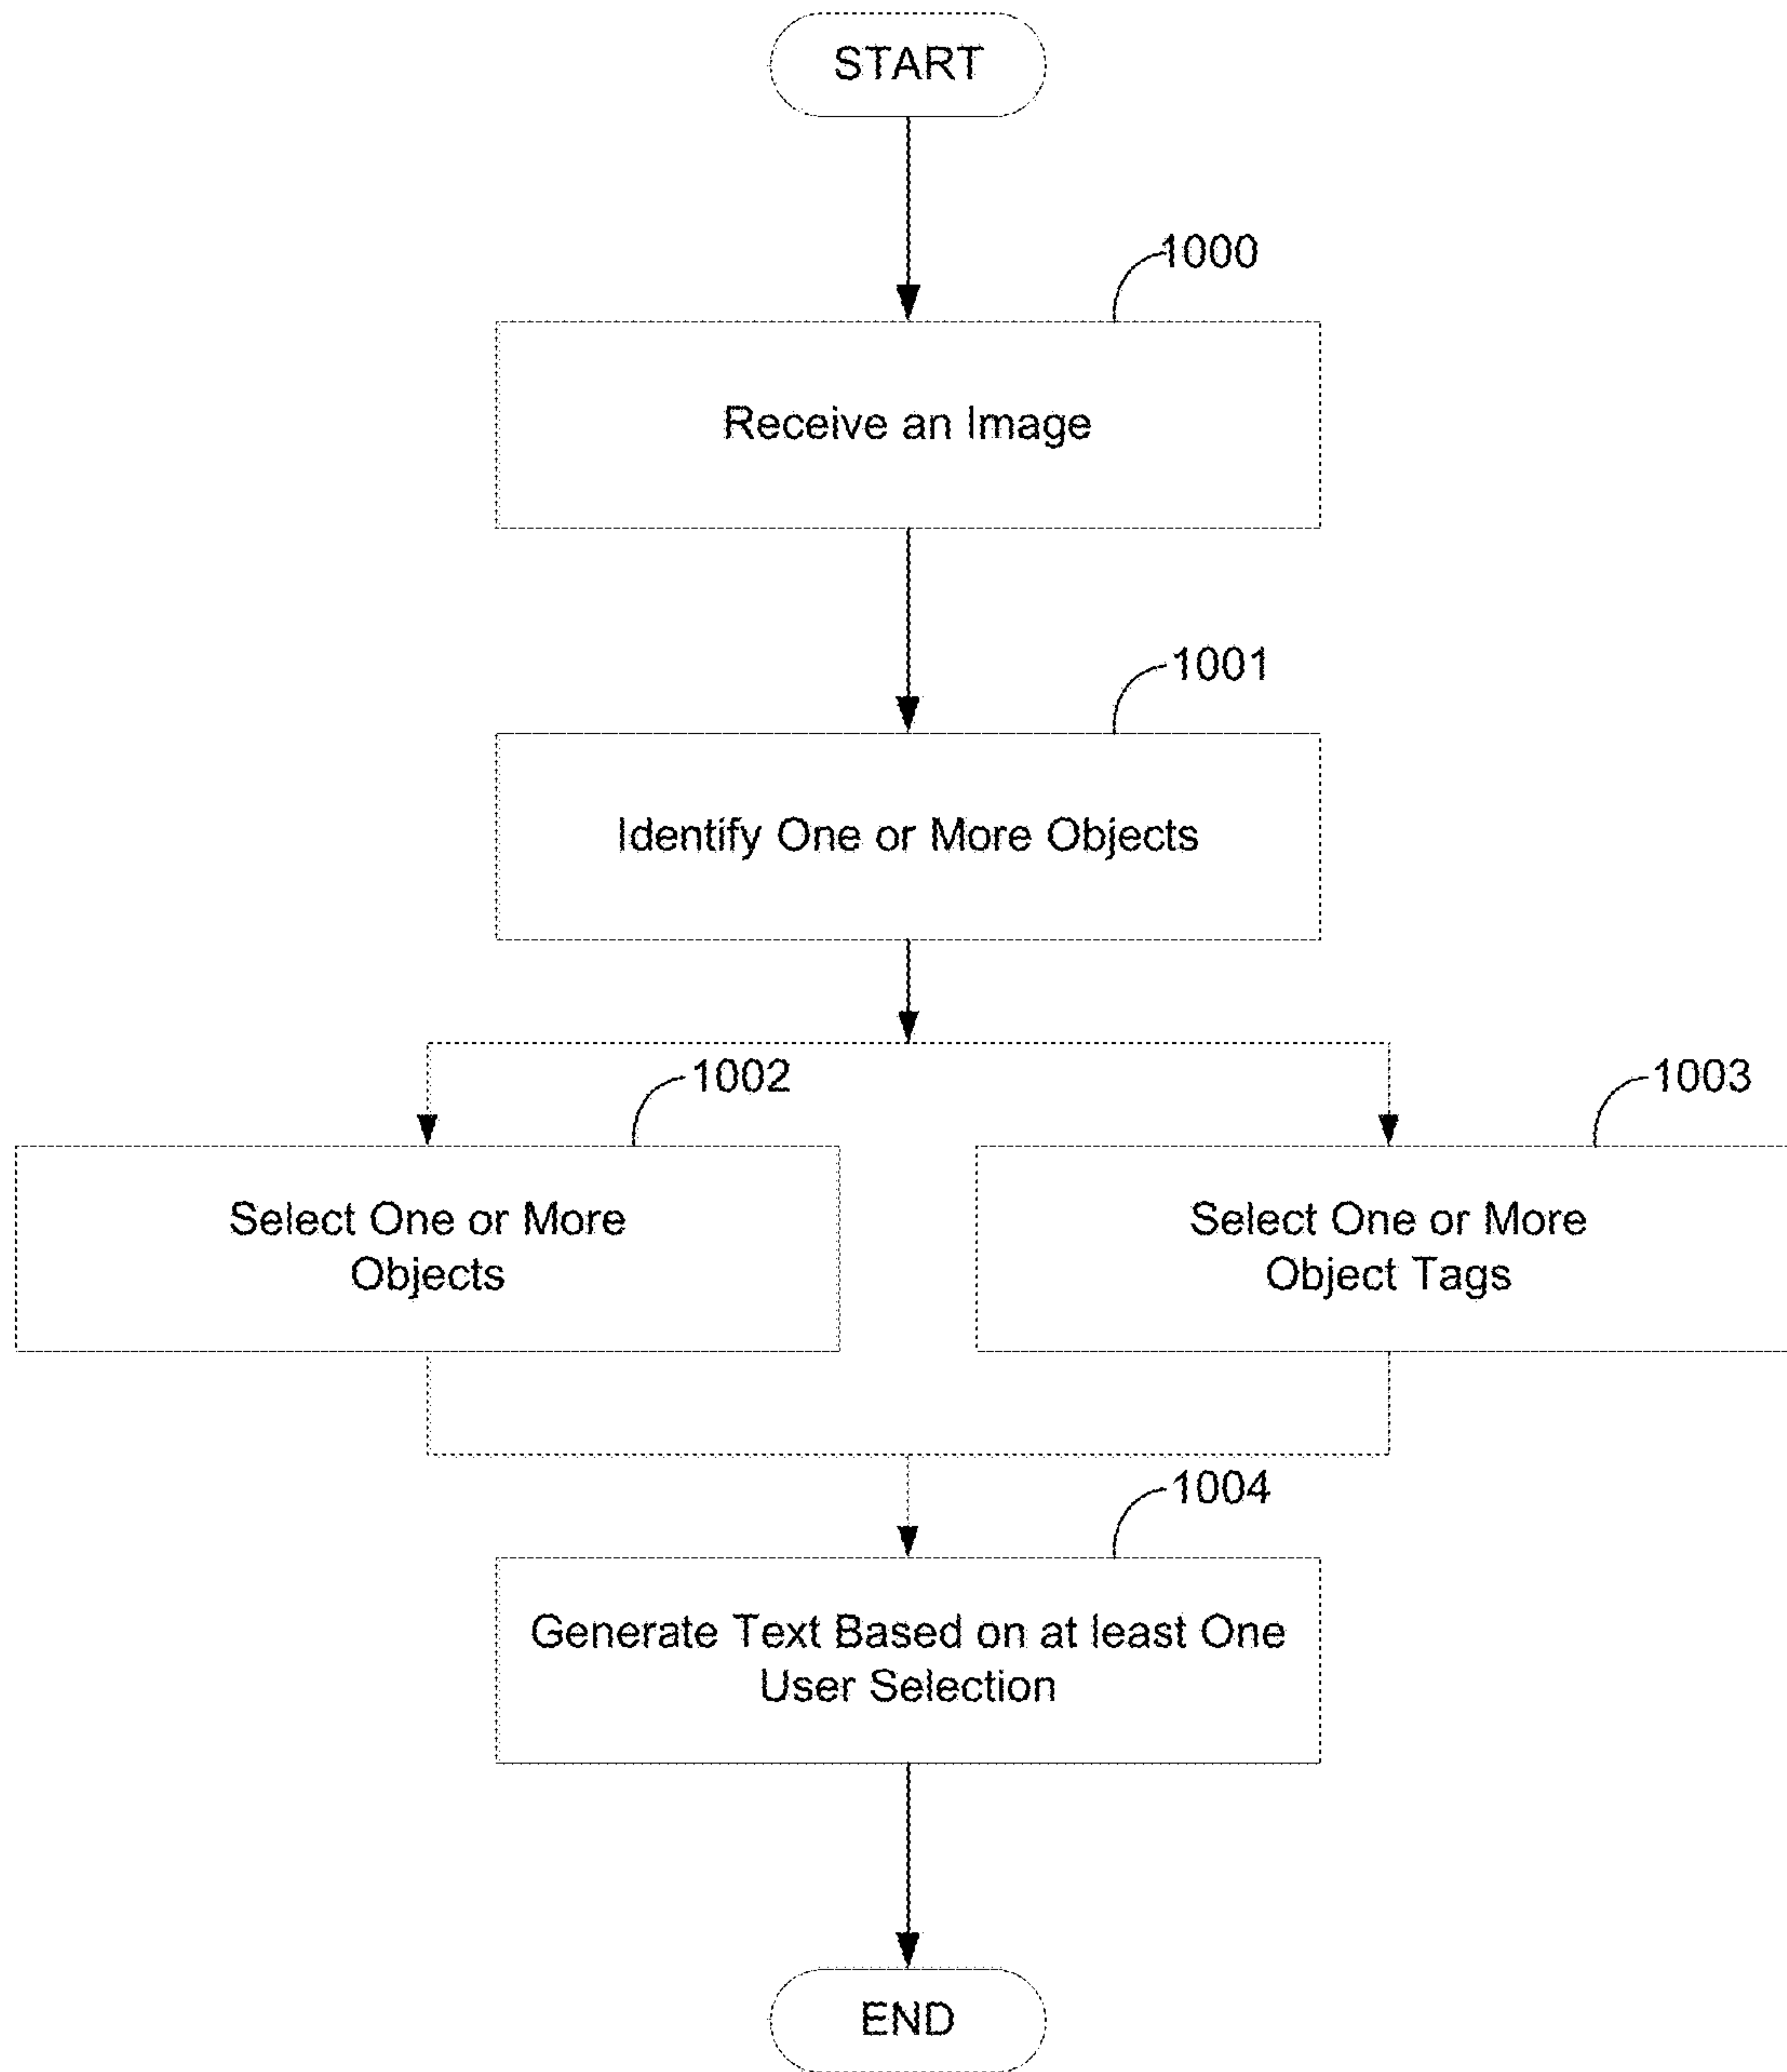 START
1000
Receive an Image
1001
Identify One or More Objects
1002
1003
Select One or More
Objects
Select One or More
Object Tags
1004
Generate Text Based on at least One
User Selection
END